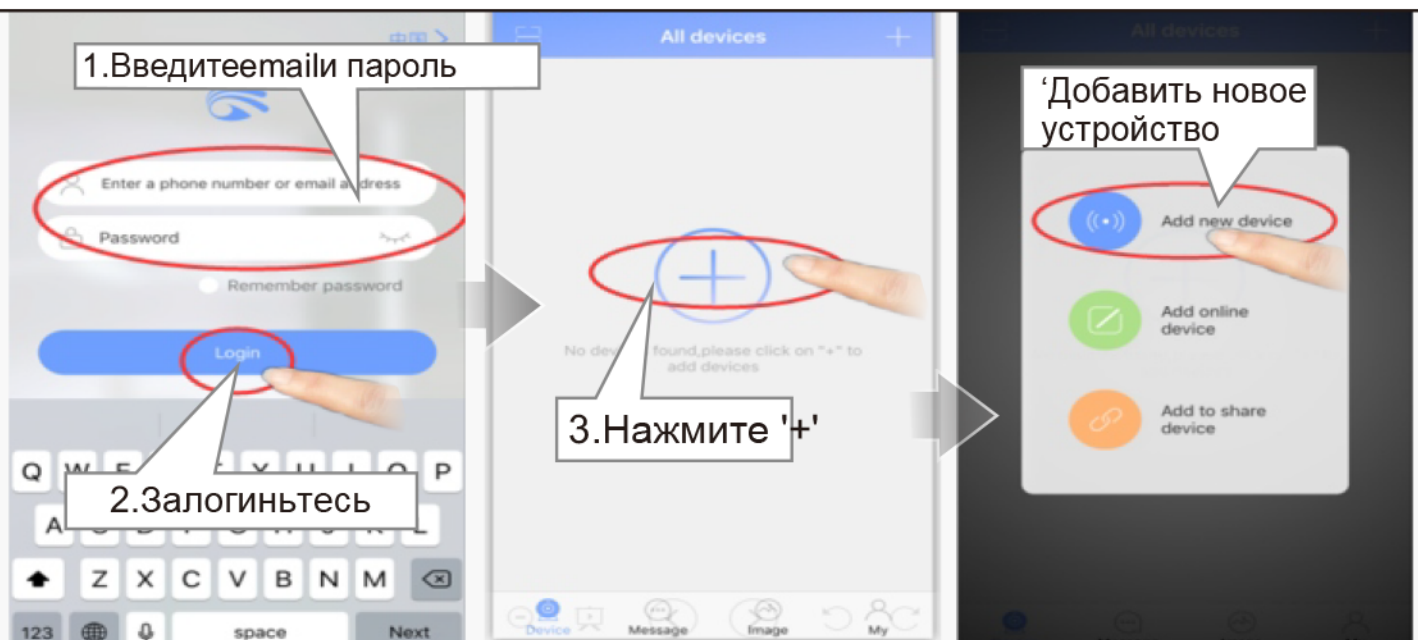 中国 >
1.Введитеemailи пароль
Enter a phone number or email address
Password
Remember password
Login
2.Залогиньтесь
Q W E T Y U I O P
A
Z X C V B N M
123 space Next
All devices
No device found,please click on "+" to
add devices
3.Нажмите '+'
Device Message Image My
All devices
‘Добавить новое
устройство
Add new device
Add online
device
Add to share
device